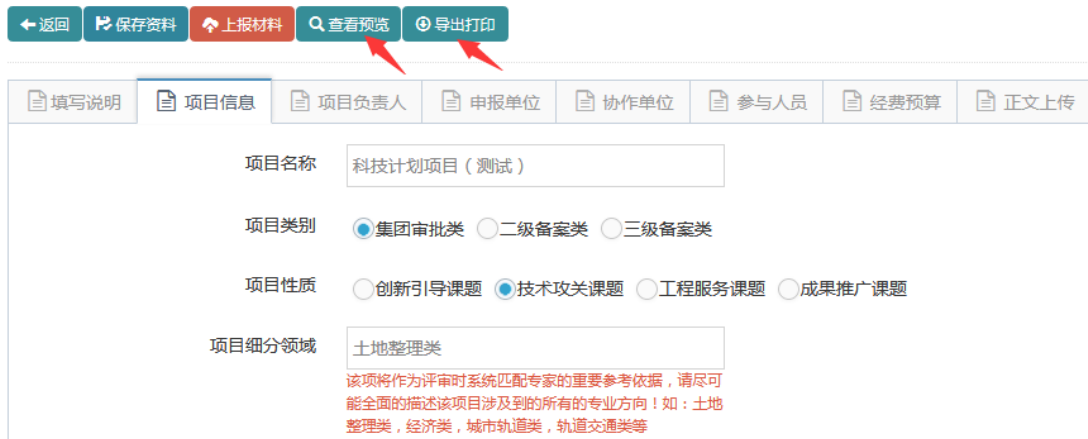 返回 保存资料 上报材料 查看预览 导出打印
填写说明 项目信息 项目负责人 申报单位 协作单位 参与人员 经费预算 正文上传
项目名称 科技计划项目（测试）
项目类别 集团审批类 二级备案类 三级备案类
项目性质 创新引导课题 技术攻关课题 工程服务课题 成果推广课题
项目细分领域 土地整理类
该项将作为评审时系统匹配专家的重要参考依据，请尽可
能全面的描述该项目涉及到的所有的专业方向！如：土地
整理类，经济类，城市轨道类，轨道交通类等